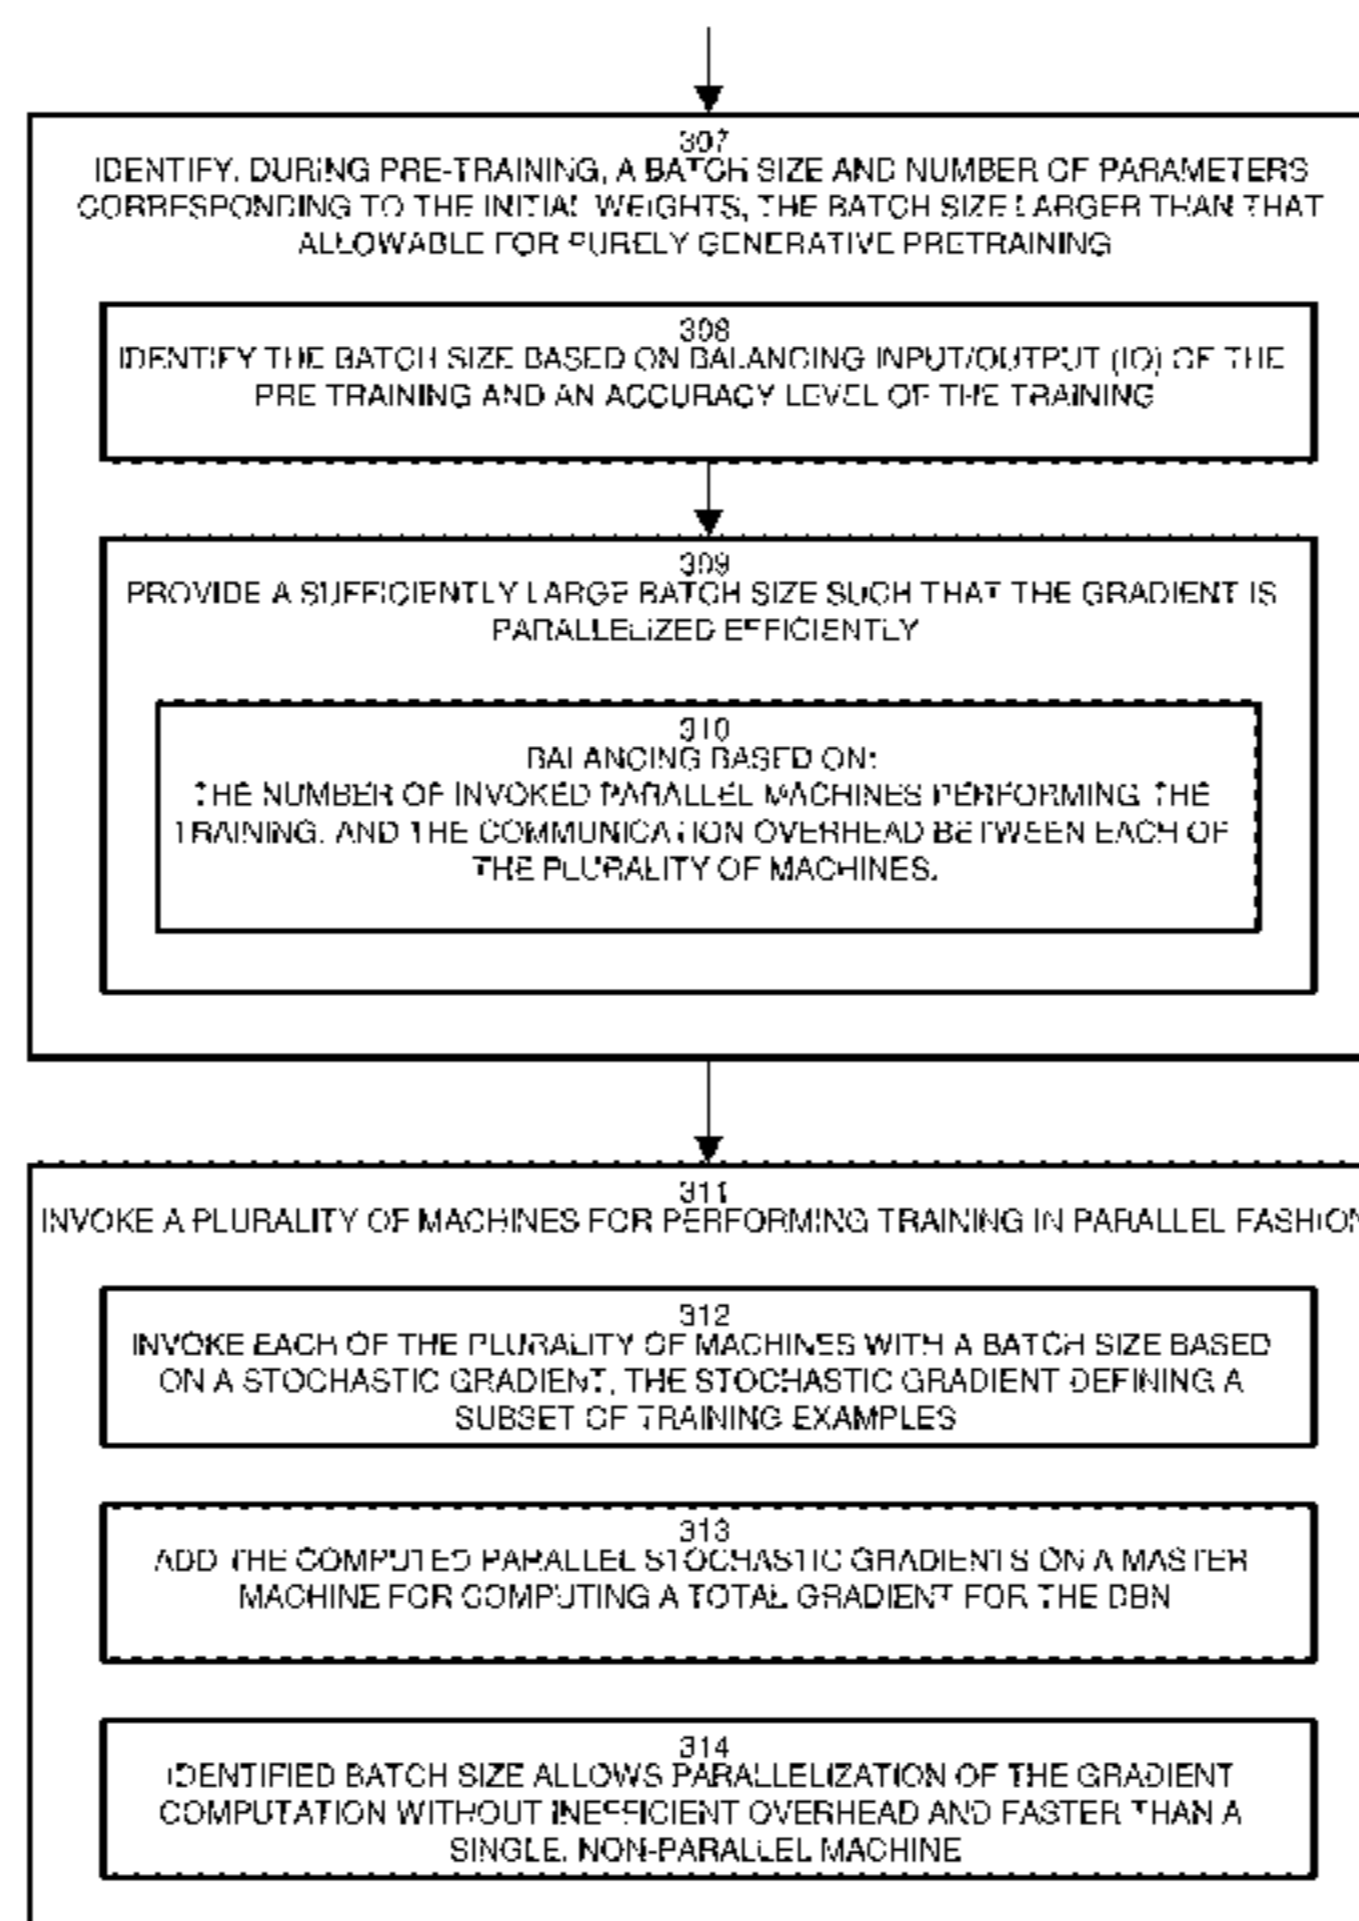 307
IDENTIFY, DURING PRE-TRAINING, A BATCH SIZE AND NUMBER OF PARAMETERS
CORRESPONDING TO THE INITIAL WEIGHTS, THE BATCH SIZE LARGER THAN THAT
ALLOWABLE FOR PURELY GENERATIVE PRETRAINING
308
IDENTIFY THE BATCH SIZE BASED ON BALANCING INPUT/OUTPUT (IO) OF THE
PRE TRAINING AND AN ACCURACY LEVEL OF THE TRAINING
309
PROVIDE A SUFFICIENTLY LARGE BATCH SIZE SUCH THAT THE GRADIENT IS
PARALLELIZED EFFICIENTLY
310
BALANCING BASED ON:
THE NUMBER OF INVOKED PARALLEL MACHINES PERFORMING THE
TRAINING, AND THE COMMUNICATION OVERHEAD BETWEEN EACH OF
THE PLURALITY OF MACHINES.
311
INVOKE A PLURALITY OF MACHINES FOR PERFORMING TRAINING IN PARALLEL FASHION
312
INVOKE EACH OF THE PLURALITY OF MACHINES WITH A BATCH SIZE BASED
ON A STOCHASTIC GRADIENT, THE STOCHASTIC GRADIENT DEFINING A
SUBSET OF TRAINING EXAMPLES
313
ADD THE COMPUTED PARALLEL STOCHASTIC GRADIENTS ON A MASTER
MACHINE FOR COMPUTING A TOTAL GRADIENT FOR THE DBN
314
IDENTIFIED BATCH SIZE ALLOWS PARALLELIZATION OF THE GRADIENT
COMPUTATION WITHOUT INEFFICIENT OVERHEAD AND FASTER THAN A
SINGLE, NON-PARALLEL MACHINE